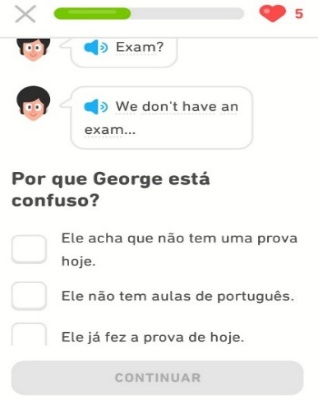 5
Exam?
We don't have an
exam...
Por que George está
confuso?
Ele acha que não tem uma prova
hoje.
Ele não tem aulas de português.
Ele já fez a prova de hoje.
CONTINUAR